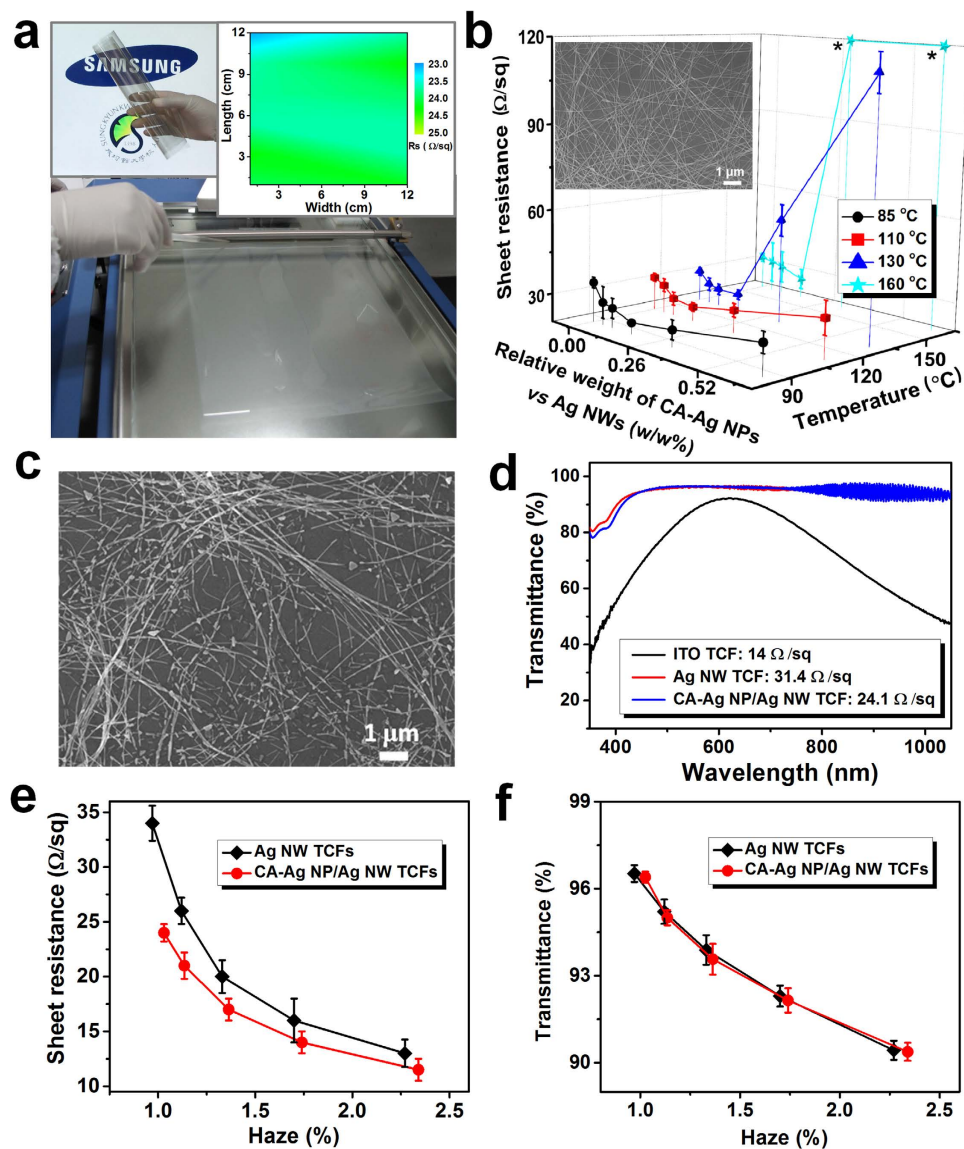 a
SAMSUNG
SUNG KYUN KWAN
12
9
6
3
Length (cm)
3
6
9
12
Width (cm)
23.0
23.5
24.0
24.5
25.0
Rs ( Ω/sq)
b
120
90
60
30
Sheet resistance (Ω/sq)
1 µm
*
*
85 °C
110 °C
130 °C
160 °C
0.00
0.26
0.52
Relative weight of CA-Ag NPs
vs Ag NWs (w/w%)
90
120
150
Temperature (°C)
c
1 µm
d
100
80
60
40
20
Transmittance (%)
ITO TCF: 14 Ω/sq
Ag NW TCF: 31.4 Ω/sq
CA-Ag NP/Ag NW TCF: 24.1 Ω/sq
400
600
800
1000
Wavelength (nm)
e
35
30
25
20
15
10
Sheet resistance (Ω/sq)
Ag NW TCFs
CA-Ag NP/Ag NW TCFs
1.0
1.5
2.0
2.5
Haze (%)
f
99
96
93
90
Transmittance (%)
Ag NW TCFs
CA-Ag NP/Ag NW TCFs
1.0
1.5
2.0
2.5
Haze (%)